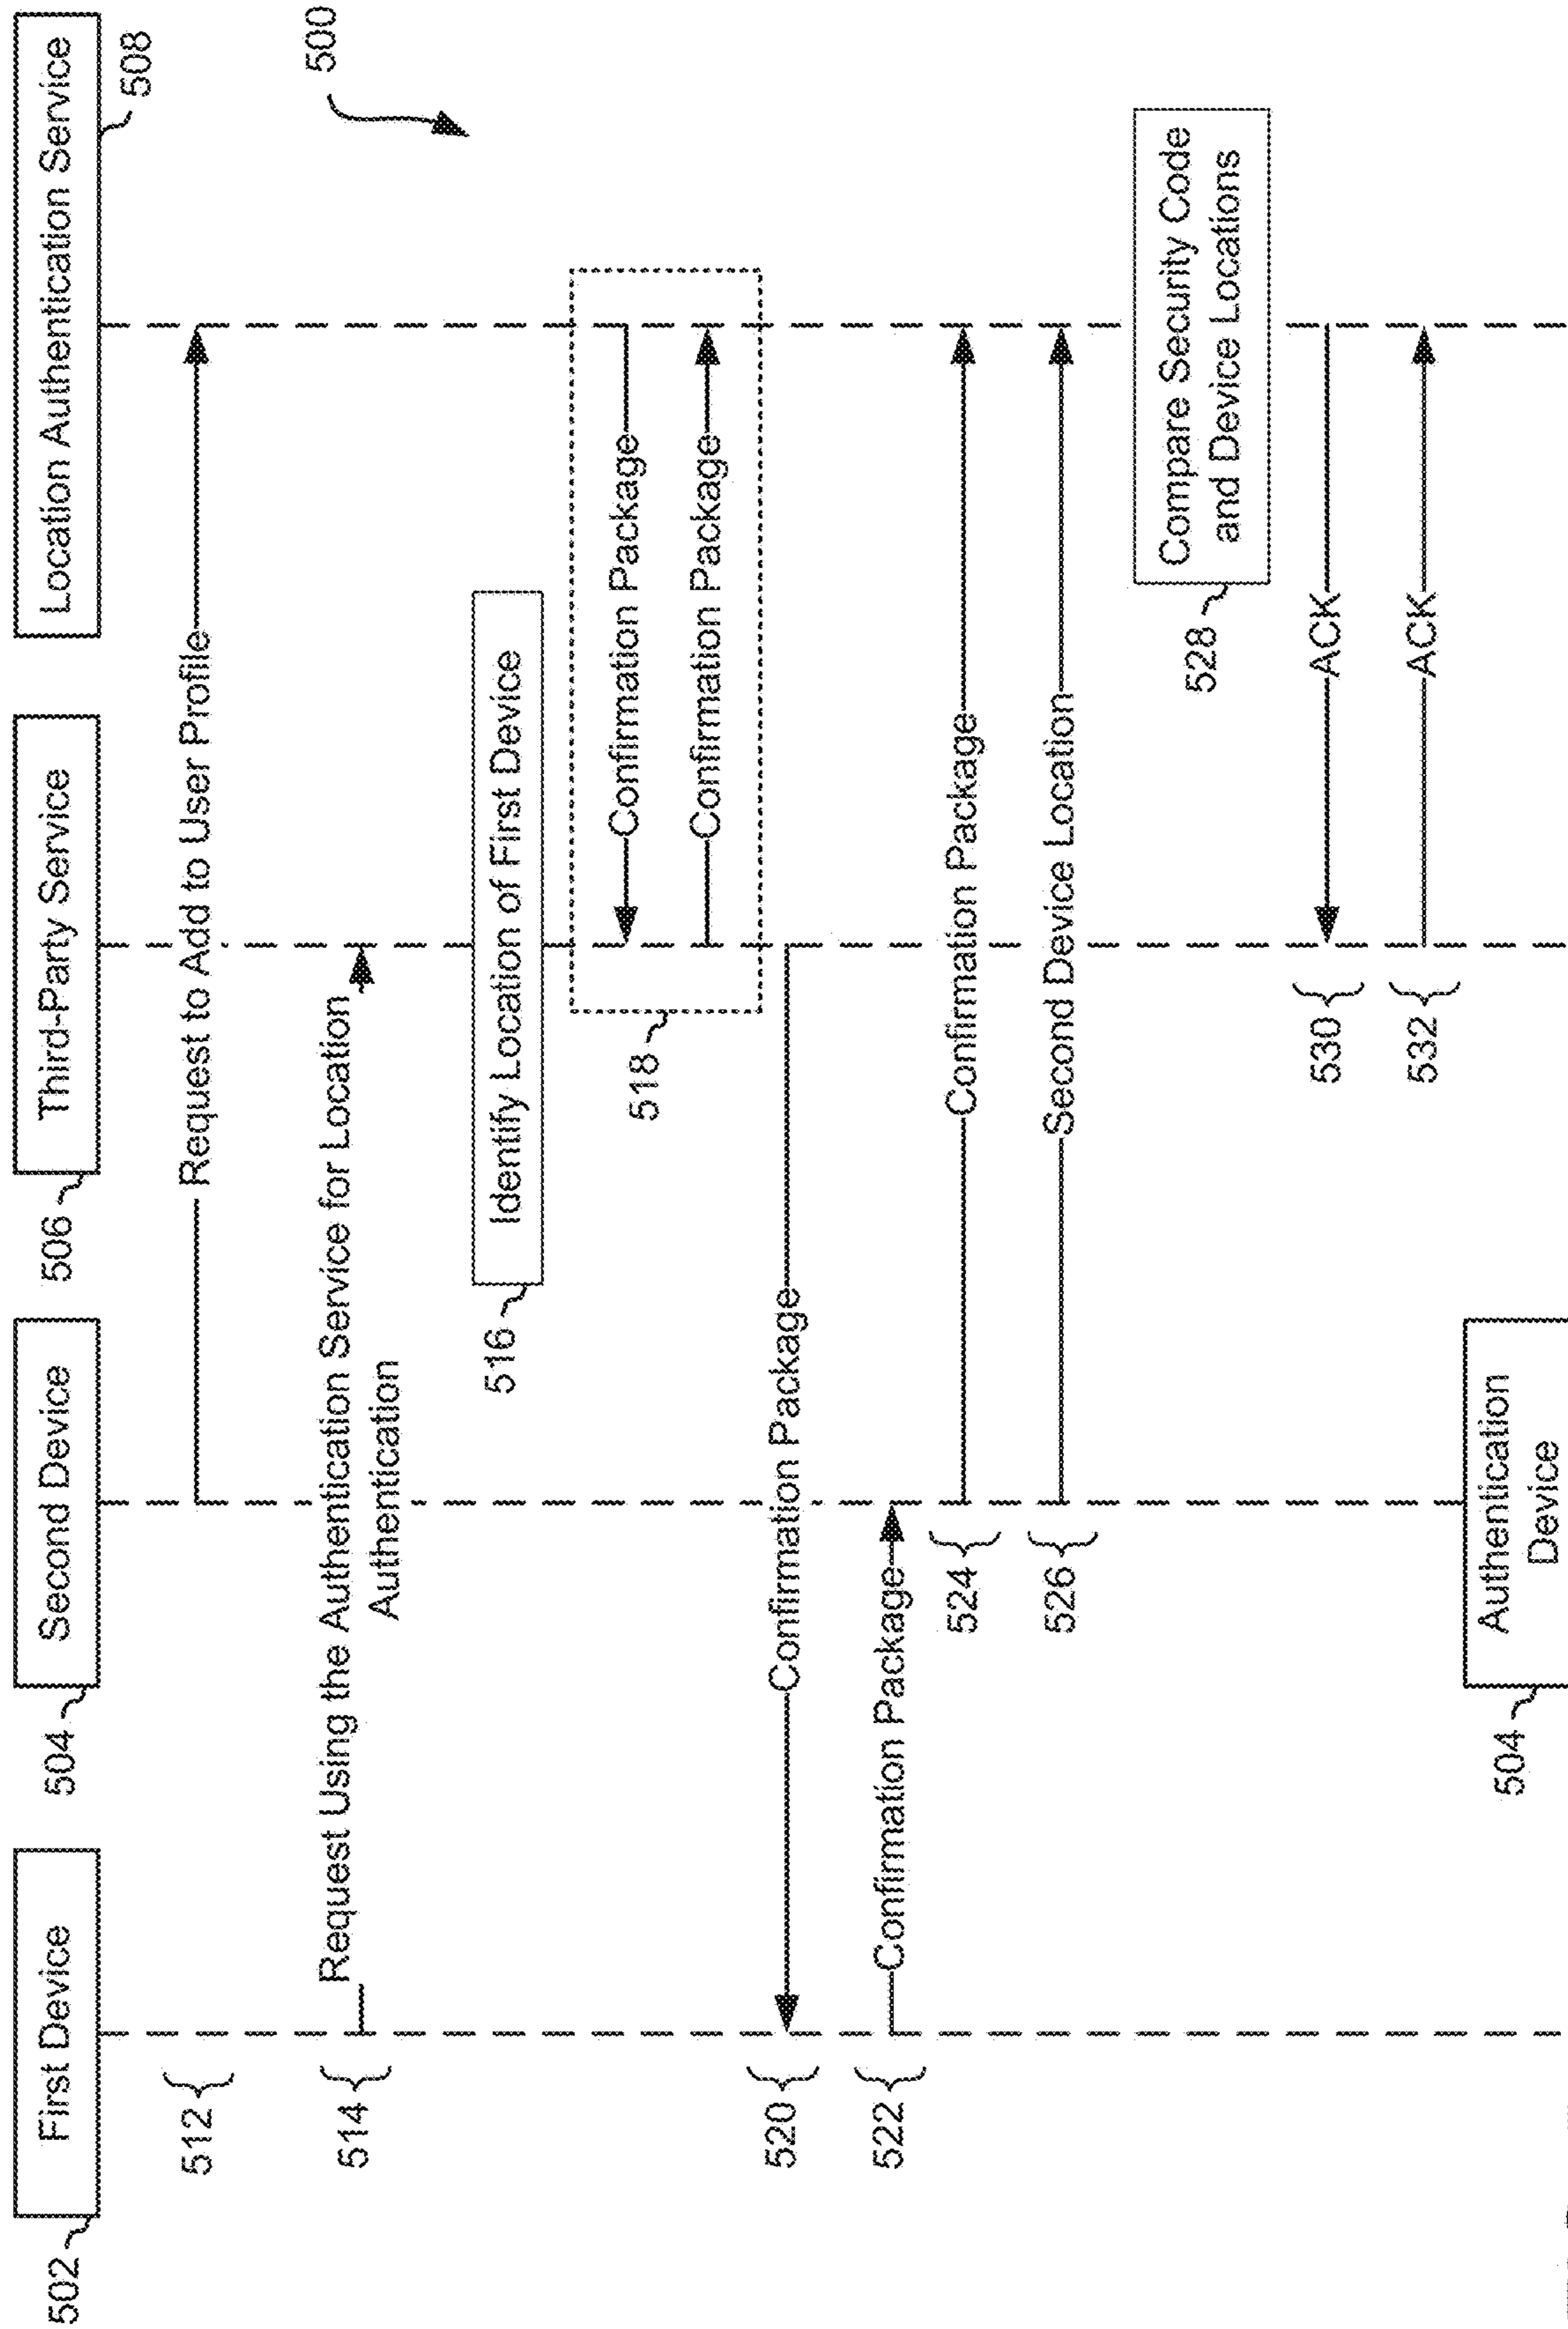 First Device
502
Second Device
504
Third-Party Service
506
Location Authentication Service
508
500
512
Request to Add to User Profile
514
Request Using the Authentication Service for Location
Authentication
516
Identify Location of First Device
518
Confirmation Package
Confirmation Package
520
Confirmation Package
522
Confirmation Package
524
Confirmation Package
526
Second Device Location
528
Compare Security Code
and Device Locations
530
ACK
532
ACK
504
Authentication
Device